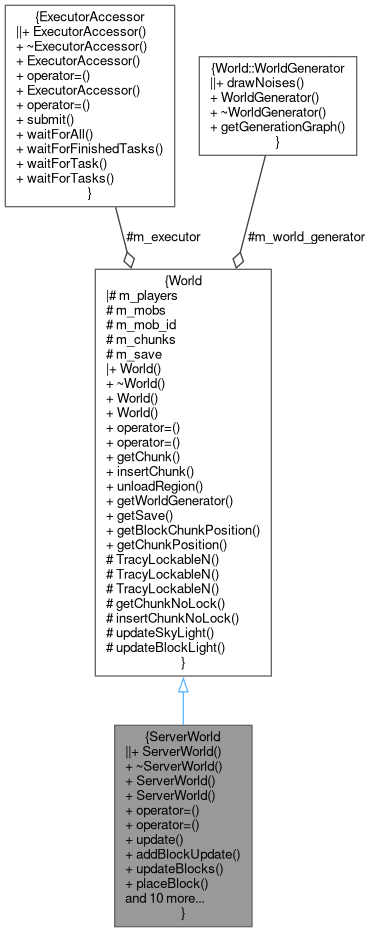 {ExecutorAccessor
||+ ExecutorAccessor()
+ ~ExecutorAccessor()
+ ExecutorAccessor()
+ operator=()
+ ExecutorAccessor()
+ operator=()
+ submit()
+ waitForAll()
+ waitForFinishedTasks()
+ waitForTask()
+ waitForTasks()
}
{World::WorldGenerator
||+ drawNoises()
+ WorldGenerator()
+ ~WorldGenerator()
+ getGenerationGraph()
}
#m_executor
#m_world_generator
{World
|# m_players
# m_mobs
# m_mob_id
# m_chunks
# m_save
|+ World()
+ ~World()
+ World()
+ World()
+ operator=()
+ operator=()
+ getChunk()
+ insertChunk()
+ unloadRegion()
+ getWorldGenerator()
+ getSave()
+ getBlockChunkPosition()
+ getChunkPosition()
# TracyLockableN()
# TracyLockableN()
# TracyLockableN()
# getChunkNoLock()
# insertChunkNoLock()
# updateSkyLight()
# updateBlockLight()
}
{ServerWorld
||+ ServerWorld()
+ ~ServerWorld()
+ ServerWorld()
+ ServerWorld()
+ operator=()
+ operator=()
+ update()
+ addBlockUpdate()
+ updateBlocks()
+ placeBlock()
and 10 more...
}